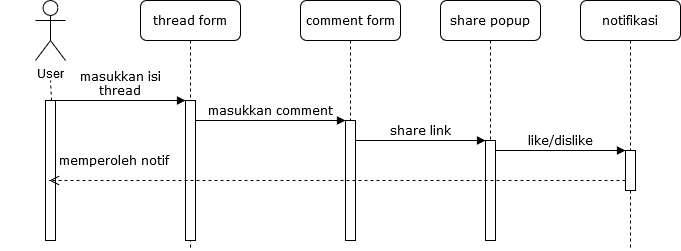 thread form
comment form
share popup
notifikasi
User
masukkan isi
thread
masukkan comment
share link
like/dislike
memperoleh notif